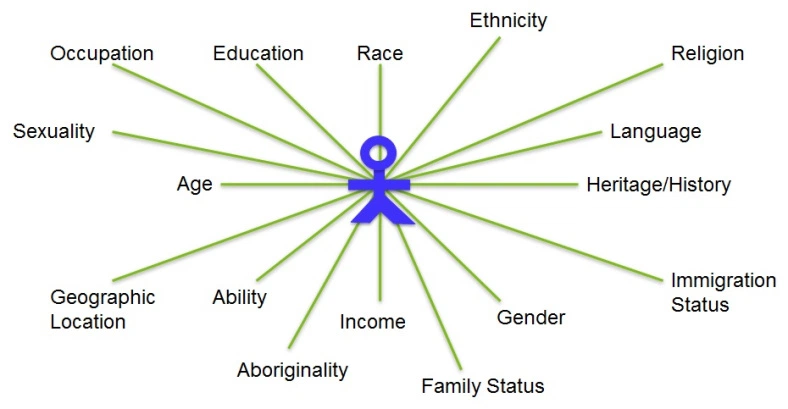 Ethnicity
Occupation
Education
Race
Religion
Sexuality
Language
Age
Heritage/History
Geographic
Location
Ability
Immigration
Status
Income
Gender
Aboriginality
Family Status